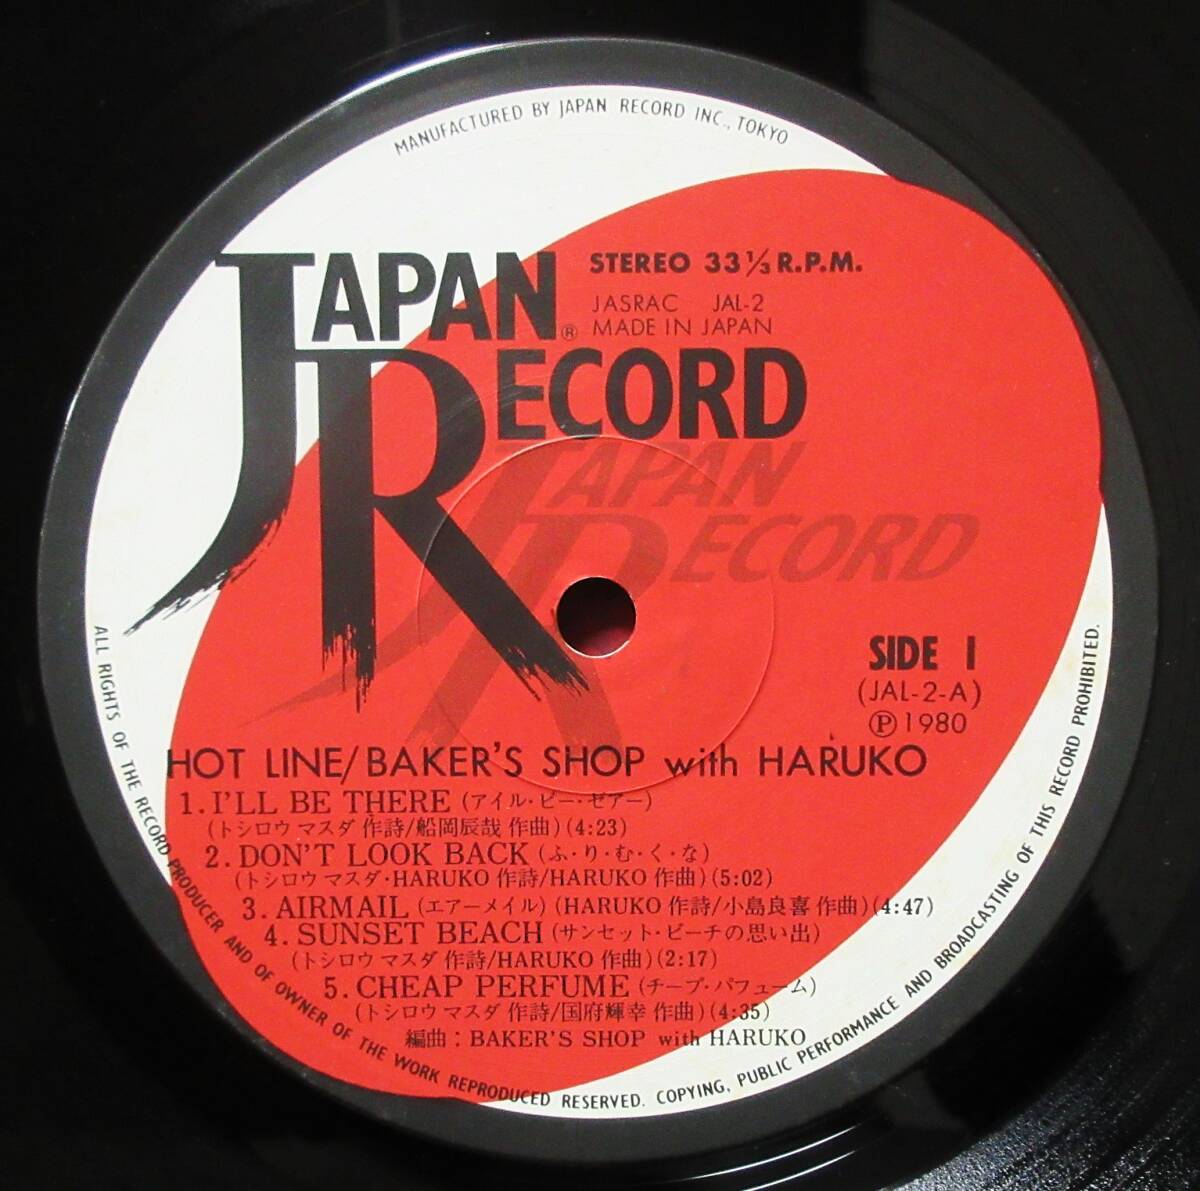 MANUFACTURED BY JAPAN RECORD INC., TOKYO
JAPAN®
RECORD
STEREO 33⅓ R.P.M.
JASRAC JAL-2
MADE IN JAPAN
JAPAN
RECORD
SIDE 1
(JAL-2-A)
Ⓟ1980
HOT LINE/BAKER'S SHOP with HARUKO
1.I'LL BE THERE (アイル・ビー・ゼアー)
(トシロウ マスダ 作詩/船岡辰哉 作曲)(4:23)
2.DON'T LOOK BACK (ふ・り・む・く・な)
(トシロウ マスダ・HARUKO 作詩/HARUKO 作曲)(5:02)
3.AIRMAIL (エアーメイル) (HARUKO 作詩/小島良喜 作曲)(4:47)
4.SUNSET BEACH (サンセット・ビーチの思い出)
(トシロウ マスダ 作詩/HARUKO 作曲)(2:17)
5.CHEAP PERFUME (チープ・パフューム)
(トシロウ マスダ 作詩/国府輝幸 作曲)(4:35)
編曲：BAKER'S SHOP with HARUKO
ALL RIGHTS OF THE RECORD PRODUCER AND OF OWNER OF THE WORK REPRODUCED RESERVED. COPYING, PUBLIC PERFORMANCE AND BROADCASTING OF THIS RECORD PROHIBITED.